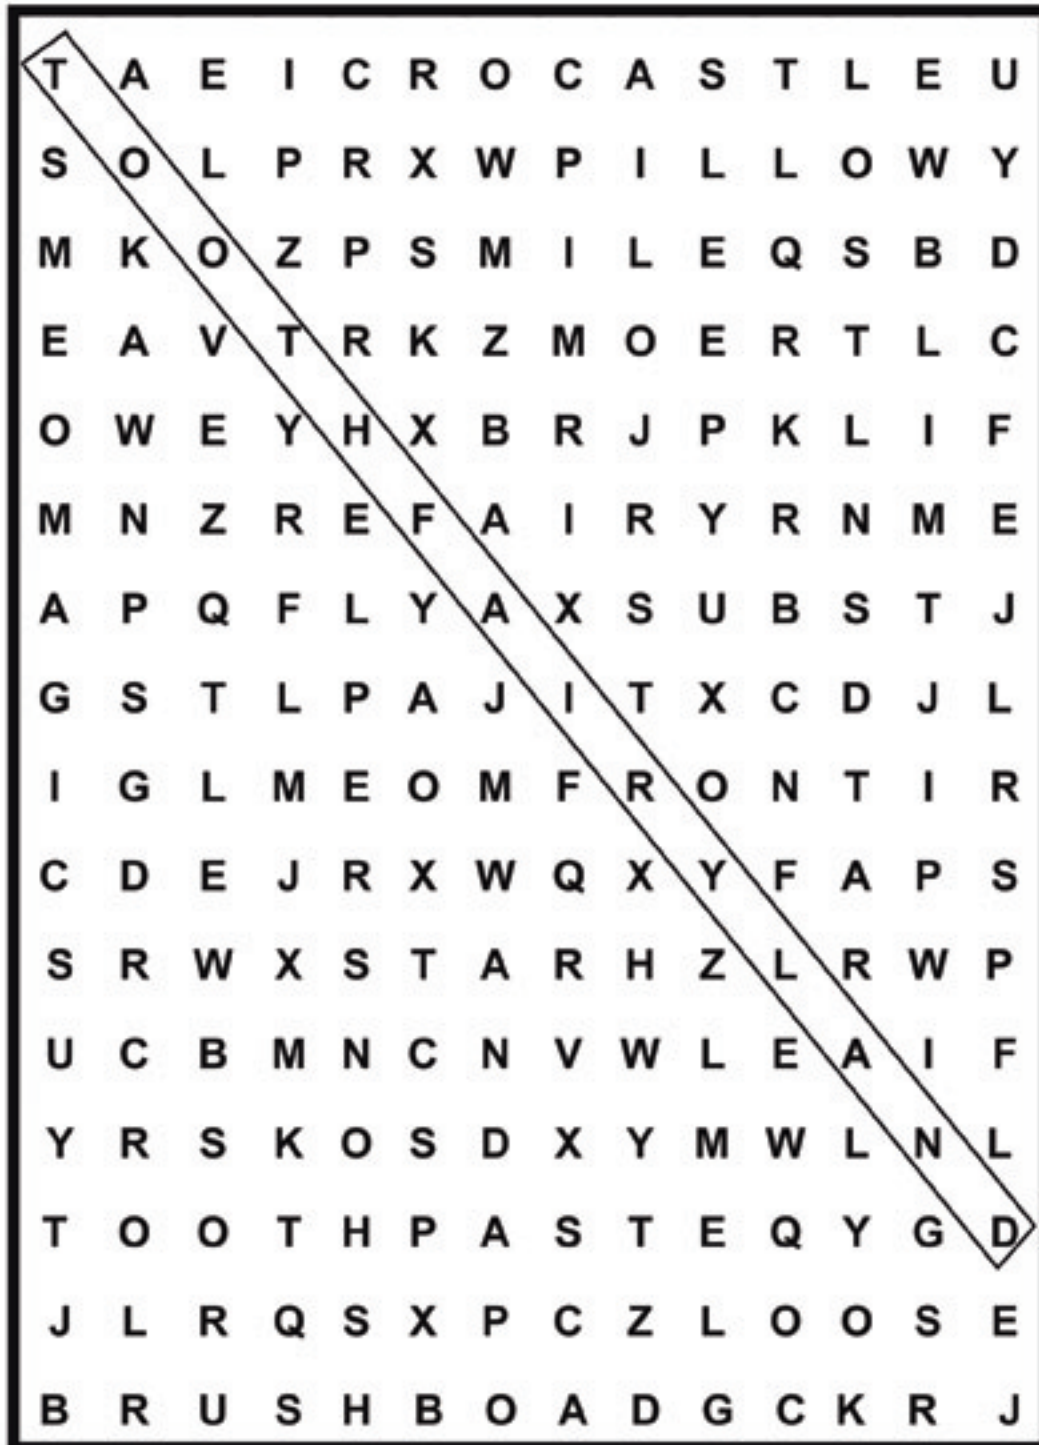 T A E I C R O C A S T L E U
S O L P R X W P I L L O W Y
M K O Z P S M I L E Q S B D
E A V T R K Z M O E R T L C
O W E Y H X B R J P K L I F
M N Z R E F A I R Y R N M E
A P Q F L Y A X S U B S T J
G S T L P A J I T X C D J L
I G L M E O M F R O N T I R
C D E J R X W Q X Y F A P S
S R W X S T A R H Z L R W P
U C B M N C N V W L E A I F
Y R S K O S D X Y M W L N L
T O O T H P A S T E Q Y G D
J L R Q S X P C Z L O O S E
B R U S H B O A D G C K R J